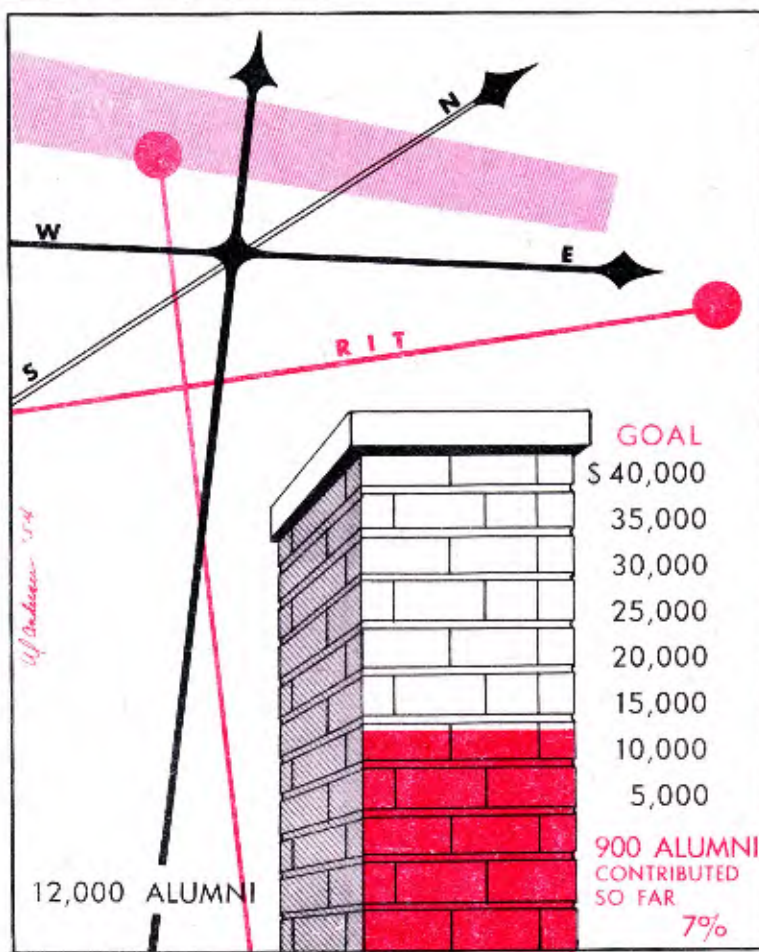 N
W
E
S
RIT
GOAL
$ 40,000
35,000
30,000
25,000
20,000
15,000
10,000
5,000
900 ALUMNI
CONTRIBUTED
SO FAR
7%
12,000 ALUMNI